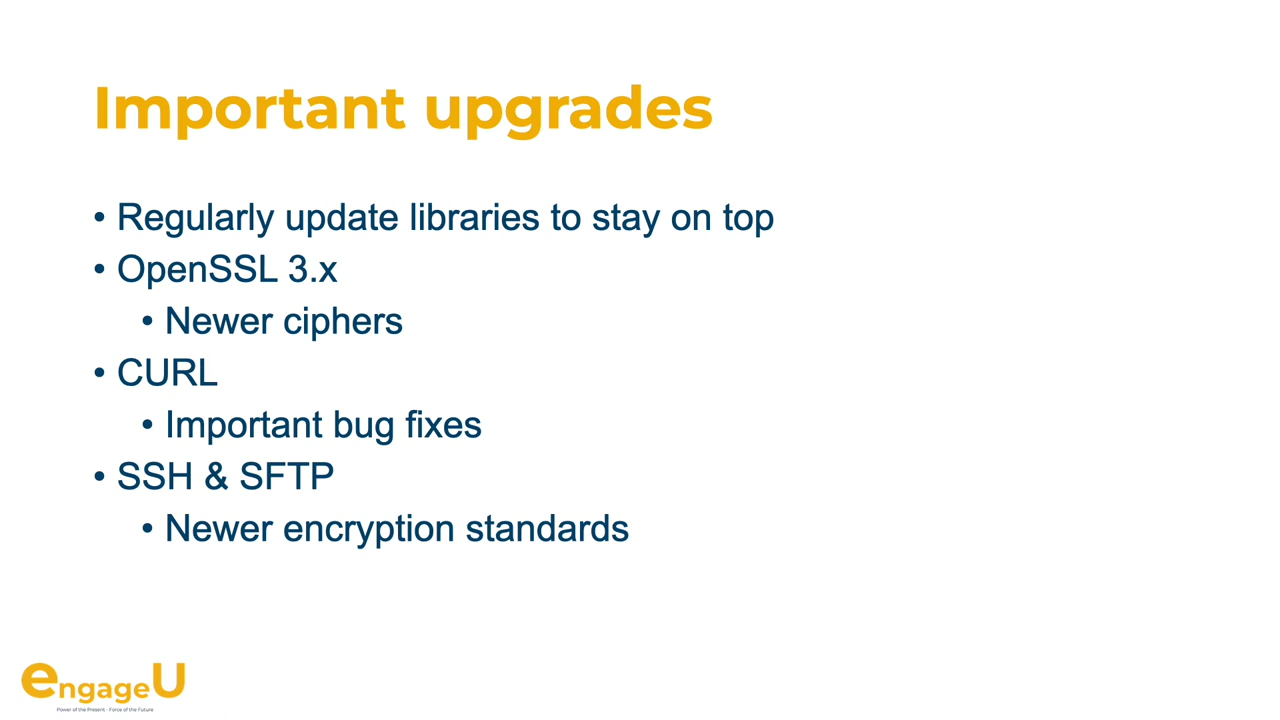 Important upgrades
• Regularly update libraries to stay on top
• OpenSSL 3.x
• Newer ciphers
• CURL
• Important bug fixes
• SSH & SFTP
• Newer encryption standards
engageU
Power of the Present - Force of the Future